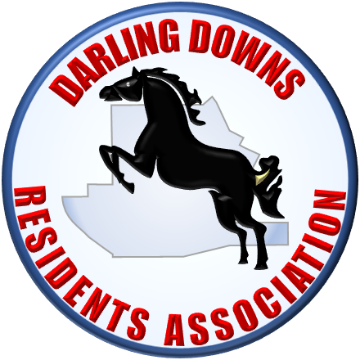 DARLING DOWNS
RESIDENTS ASSOCIATION